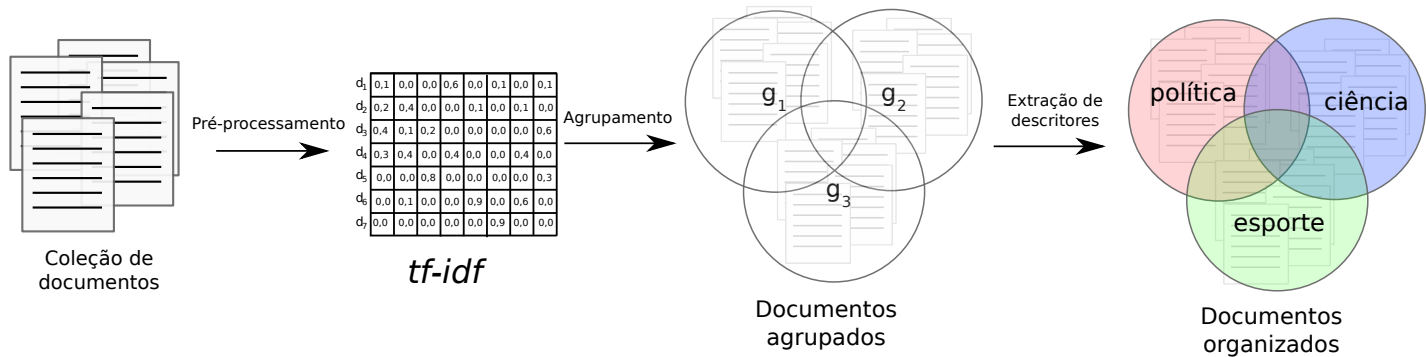 Pré-processamento
Coleção de
documentos
d1 0,1 0,0 0,0 0,6 0,0 0,1 0,0 0,1
d2 0,2 0,4 0,0 0,0 0,1 0,0 0,1 0,0
d3 0,4 0,1 0,2 0,0 0,0 0,0 0,0 0,6
d4 0,3 0,4 0,0 0,4 0,0 0,0 0,4 0,0
d5 0,0 0,0 0,8 0,0 0,0 0,0 0,0 0,3
d6 0,0 0,1 0,0 0,0 0,9 0,0 0,6 0,0
d7 0,0 0,0 0,0 0,0 0,0 0,9 0,0 0,0
tf-idf
Agrupamento
g1
g2
g3
Documentos
agrupados
Extração de
descritores
política
ciência
esporte
Documentos
organizados